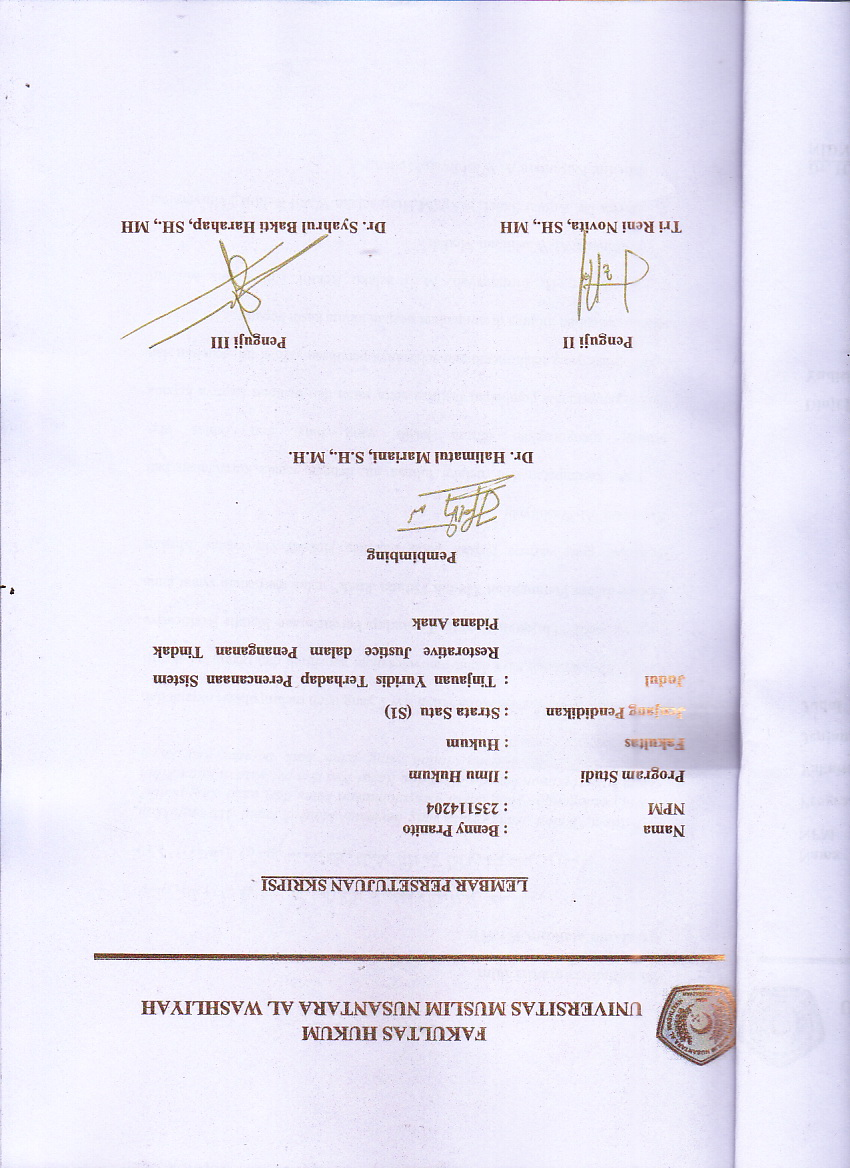 FAKULTAS HUKUM
UNIVERSITAS MUSLIM NUSANTARA AL WASHLIYAH
LEMBAR PERSETUJUAN SKRIPSI
Nama : Benny Pranito
NPM : 235114204
Program Studi : Ilmu Hukum
Fakultas : Hukum
Jenjang Pendidikan : Strata Satu (S1)
Judul : Tinjauan Yuridis Terhadap Perencanaan Sistem
Restorative Justice dalam Penanganan Tindak
Pidana Anak
Pembimbing
Dr. Halimatul Mariani, S.H., M.H.
Penguji II Penguji III
Tri Reni Novita, SH., MH Dr. Syahrul Bakti Harahap, SH., MH